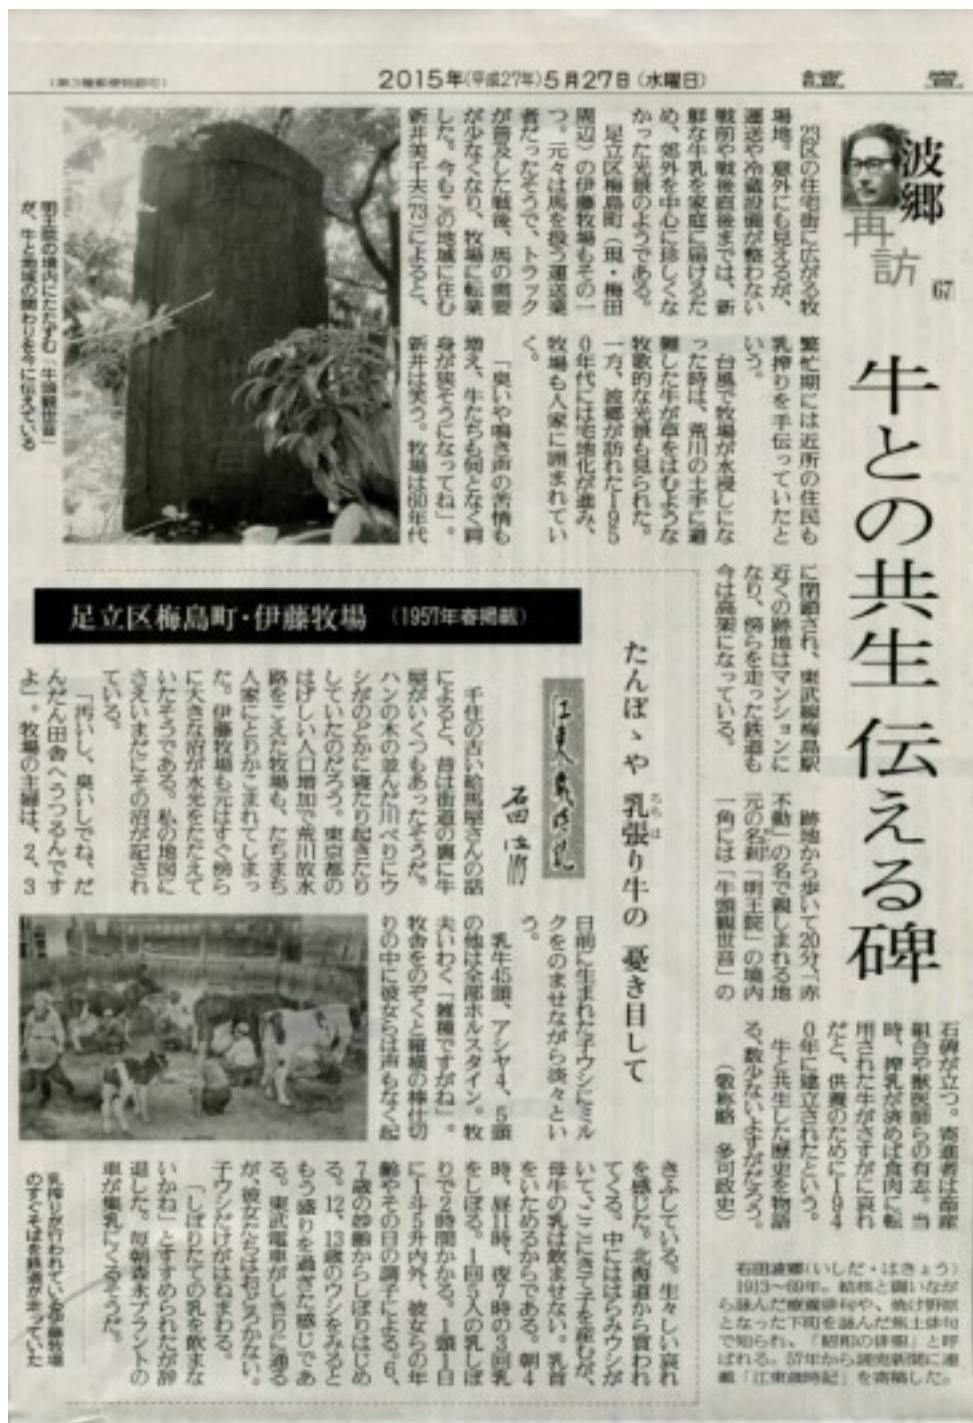 (第3種郵便物認可)
2015年(平成27年)5月27日(水曜日)
讀 賣
波郷
再訪
67
牛との共生 伝える碑
23区の住宅街に広がる牧
場地。意外にも見えるが、
運送や冷蔵設備が整わない
戦前や戦後直後までは、新
鮮な牛乳を家庭に届けるた
め、郊外を中心に珍しくな
かった光景のようである。
足立区梅島町(現・梅田
周辺)の伊藤牧場もその一
つ。元々は馬を扱う運送業
者だったそうで、トラック
が普及した戦後、馬の需要
が少なくなり、牧場に転業
した。今もこの地域に住む
新井美千夫(73)によると、
繁忙期には近所の住民も
乳搾りを手伝っていたと
いう。
台風で牧場が水浸しにな
った時は、荒川の土手に避
難した牛が草をはむような
牧歌的な光景も見られた。
一方、波郷が訪れた195
0年代には宅地化が進み、
牧場も人家に囲まれてい
く。
「臭いや鳴き声の苦情も
増え、牛たちも何となく肩
身が狭そうになってね」。
新井は笑う。牧場は60年代
に閉鎖され、東武線梅島駅
近くの跡地はマンションに
なり、傍らを走った鉄道も
今は高架になっている。
跡地から歩いて20分、「赤
不動」の名で親しまれる地
元の名刹「明王院」の境内
一角には「牛頭観世音」の
石碑が立つ。寄進者は畜産
組合や獣医師らの有志。当
時、搾乳が済めば食肉に転
用された牛がさすがに哀れ
だと、供養のために194
0年に建立されたという。
牛と共生した歴史を物語
る、数少ないよすがだろう。
(敬称略 多可政史)
明王院の境内にたたずむ「牛頭観世音」
が、牛と地域の関わりを今に伝えている
足立区梅島町・伊藤牧場 (1957年春掲載)
たんぽゝや 乳張り牛の 憂き目して
ちちは
江東歳時記
石田波郷
千住の古い絵馬屋さんの話
によると、昔は街道の裏に牛
屋がいくつもあったそうだ。
ハンの木の並んだ川べりにウ
シがのどかに寝たり起きたり
していたのだろう。東京都の
はげしい人口増加で荒川放水
路をこえた牧場も、たちまち
人家にとりかこまれてしまっ
た。伊藤牧場も元はすぐ傍ら
に大きな沼が水光をたたえて
いたそうである。私の地図に
さえいまだにその沼が記され
ている。
「汚いし、臭いしでね、だ
んだん田舎へうつるんです
よ」。牧場の主婦は、2、3
日前に生まれた子ウシにミル
クをのませながら淡々とい
う。
乳牛45頭、アシヤ4、5頭
の他は全部ホルスタイン。牧
夫いわく「雑種ですがね」。
牧舎をのぞくと縦横の棒仕切
りの中に彼女らは声もなく起
きふしている。生々しい哀れ
を感じた。北海道から買われ
てくる。中にははらみウシが
いて、ここにきて子を産むが、
母牛の乳は飲ませない。乳首
をいためるからである。朝4
時、昼11時、夜7時の3回乳
をしぼる。1回5人の乳しぼ
りで2時間かかる。1頭1日
に1斗5升内外、彼女らの年
齢やその日の調子による。6、
7歳の妙齢からしぼりはじめ
る。12、13歳のウシをみると
もう盛りを過ぎた感じであ
る。東武電車がしきりに通る
が、彼女たちはおどろかない。
子ウシだけがはねまわる。
「しぼりたての乳を飲まな
いかね」とすすめられたが辞
退した。毎朝森永プラントの
車が集乳にくるそうだ。
乳搾りが行われている伊藤牧場
のすぐそばを鉄道が走っていた
石田波郷(いしだ・はきょう)
1913〜69年。結核と闘いなが
ら詠んだ療養俳句や、焼け野原
となった下町を詠んだ焦土俳句
で知られ、「昭和の俳聖」と呼
ばれる。57年から読売新聞に連
載「江東歳時記」を寄稿した。